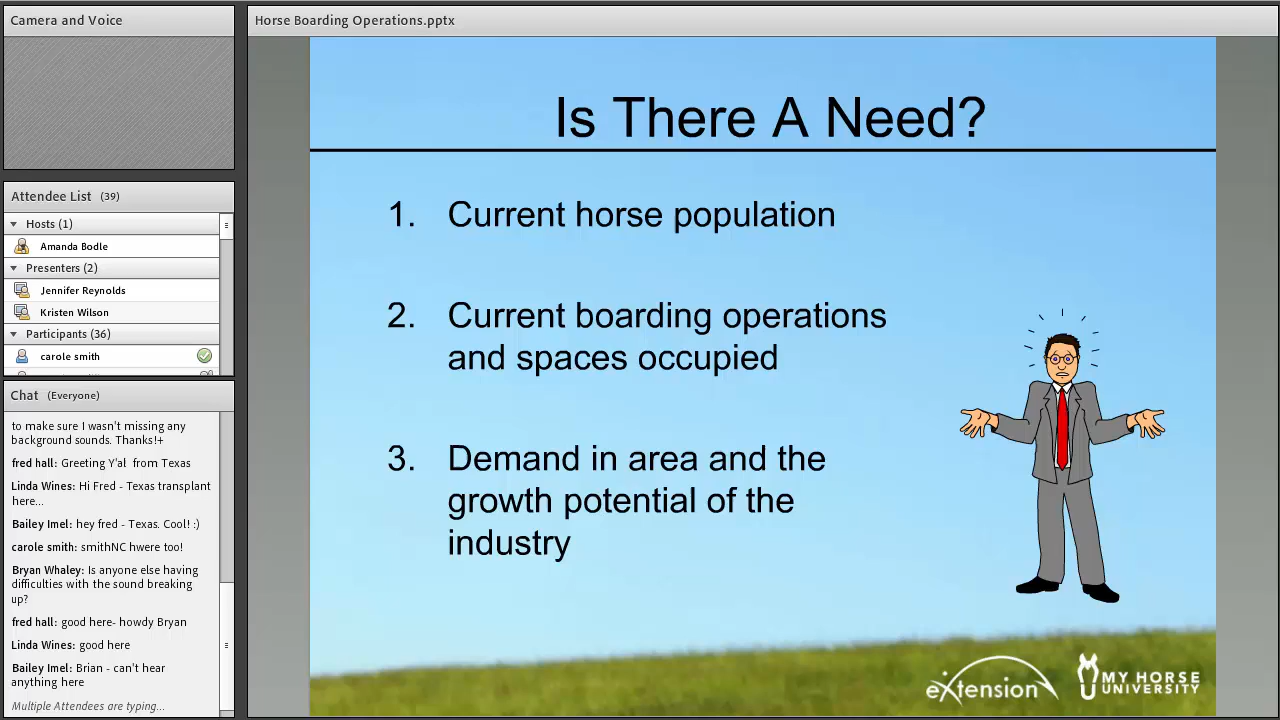 Camera and Voice
Attendee List (39)
Hosts (1)
Amanda Bodle
Presenters (2)
Jennifer Reynolds
Kristen Wilson
Participants (36)
carole smith
Chat (Everyone)
to make sure I wasn't missing any
background sounds. Thanks!+
fred hall: Greeting Y'al from Texas
Linda Wines: Hi Fred - Texas transplant
here...
Bailey Imel: hey fred - Texas. Cool! :)
carole smith: smithNC hwere too!
Bryan Whaley: Is anyone else having
difficulties with the sound breaking
up?
fred hall: good here- howdy Bryan
Linda Wines: good here
Bailey Imel: Brian - can't hear
anything here
Multiple Attendees are typing...
Horse Boarding Operations.pptx
Is There A Need?
1. Current horse population
2. Current boarding operations
and spaces occupied
3. Demand in area and the
growth potential of the
industry
eXtension
MY HORSE
UNIVERSITY